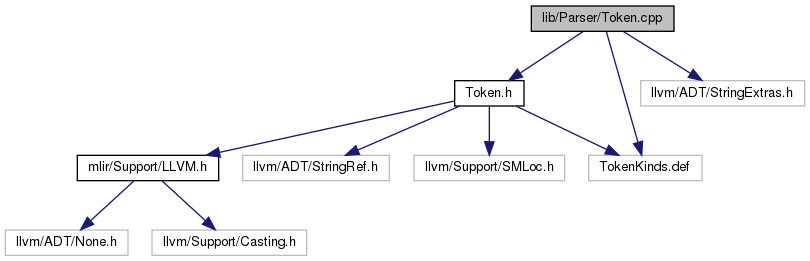 lib/Parser/Token.cpp
Token.h
llvm/ADT/StringExtras.h
mlir/Support/LLVM.h
llvm/ADT/StringRef.h
llvm/Support/SMLoc.h
TokenKinds.def
llvm/ADT/None.h
llvm/Support/Casting.h